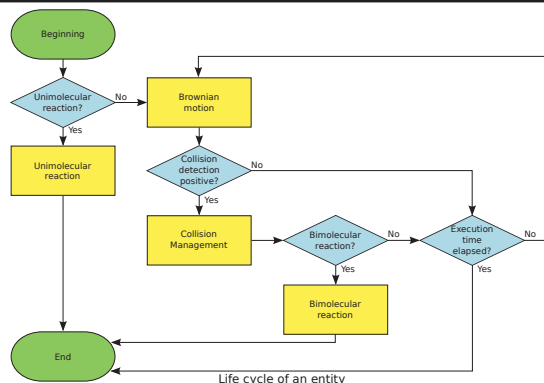 Beginning
Unimolecular
reaction?
No
Yes
Brownian
motion
Unimolecular
reaction
Collision
detection
positive?
No
Yes
Collision
Management
Bimolecular
reaction?
No
Yes
Execution
time
elapsed?
No
Yes
Bimolecular
reaction
End
Life cycle of an entity